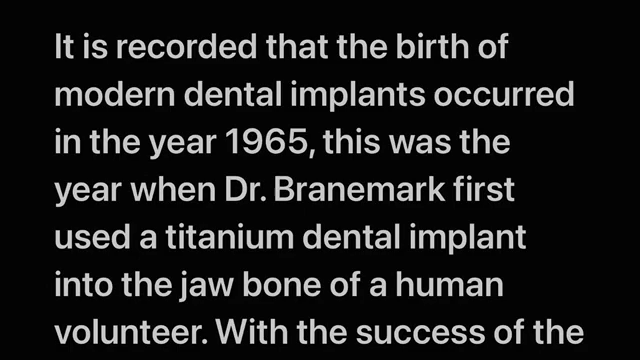 It is recorded that the birth of
modern dental implants occurred
in the year 1965, this was the
year when Dr. Branemark first
used a titanium dental implant
into the jaw bone of a human
volunteer. With the success of the